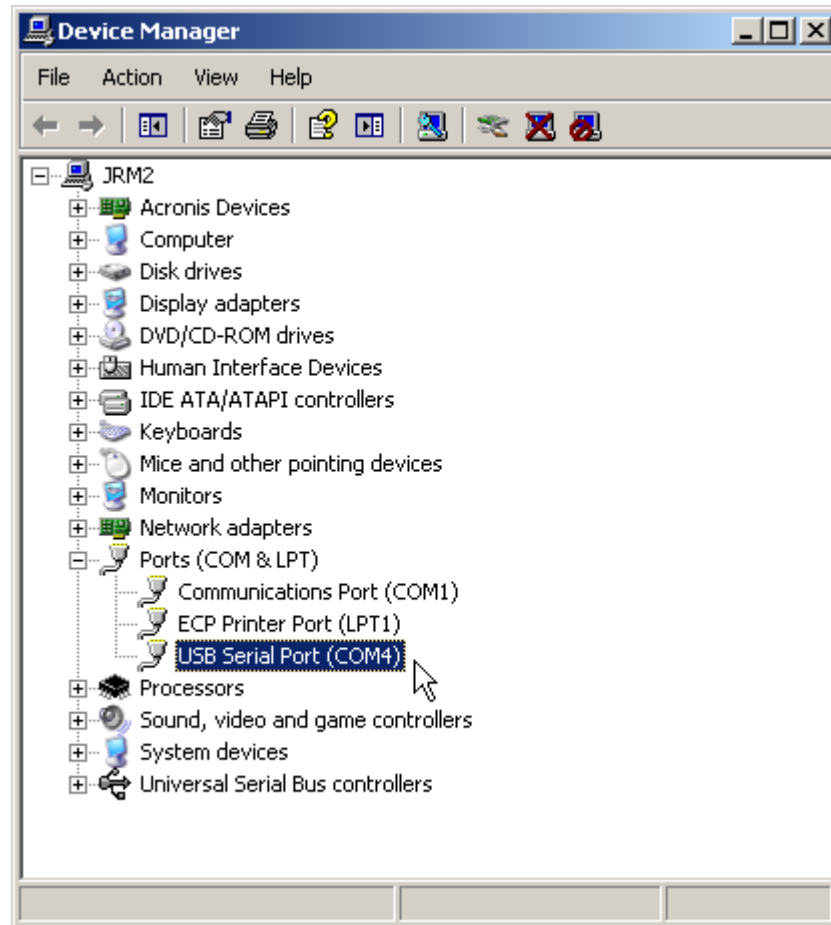 Device Manager
File Action View Help
JRM2
Acronis Devices
Computer
Disk drives
Display adapters
DVD/CD-ROM drives
Human Interface Devices
IDE ATA/ATAPI controllers
Keyboards
Mice and other pointing devices
Monitors
Network adapters
Ports (COM & LPT)
Communications Port (COM1)
ECP Printer Port (LPT1)
USB Serial Port (COM4)
Processors
Sound, video and game controllers
System devices
Universal Serial Bus controllers